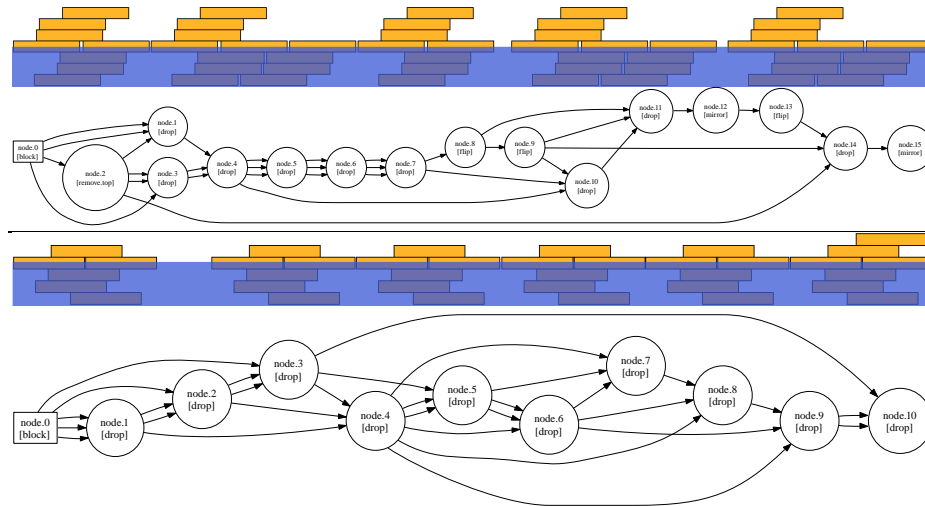 node.0
[block]
node.1
[drop]
node.2
[remove.top]
node.3
[drop]
node.4
[drop]
node.5
[drop]
node.6
[drop]
node.7
[drop]
node.8
[flip]
node.9
[flip]
node.10
[drop]
node.11
[drop]
node.12
[mirror]
node.13
[flip]
node.14
[drop]
node.15
[mirror]
node.0
[block]
node.1
[drop]
node.2
[drop]
node.3
[drop]
node.4
[drop]
node.5
[drop]
node.6
[drop]
node.7
[drop]
node.8
[drop]
node.9
[drop]
node.10
[drop]